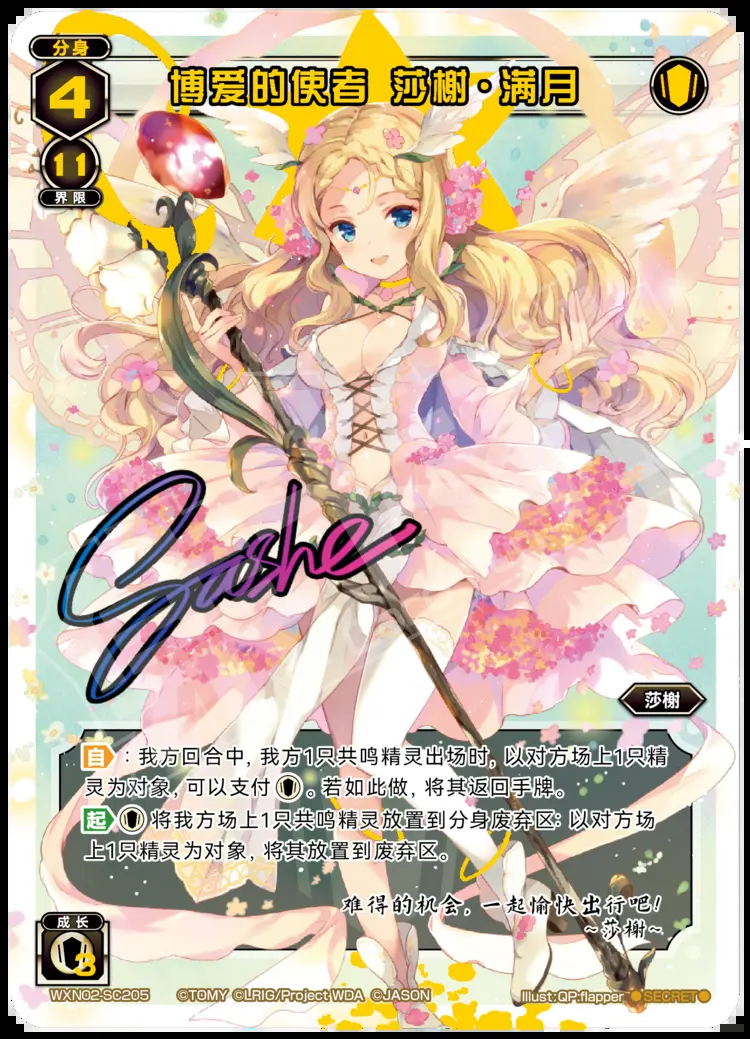 分身
4
博爱的使者 莎榭·满月
11
界限
Sashe
莎榭
自：我方回合中, 我方1只共鸣精灵出场时, 以对方场上1只精
灵为对象, 可以支付 。若如此做, 将其返回手牌。
起 将我方场上1只共鸣精灵放置到分身废弃区: 以对方场
上1只精灵为对象, 将其放置到废弃区。
难得的机会, 一起愉快出行吧!
~莎榭~
成长
3
WXN02-SC205 ©TOMY ©LRIG/Project WDA ©JASON Illust:QP:flapper SECRET